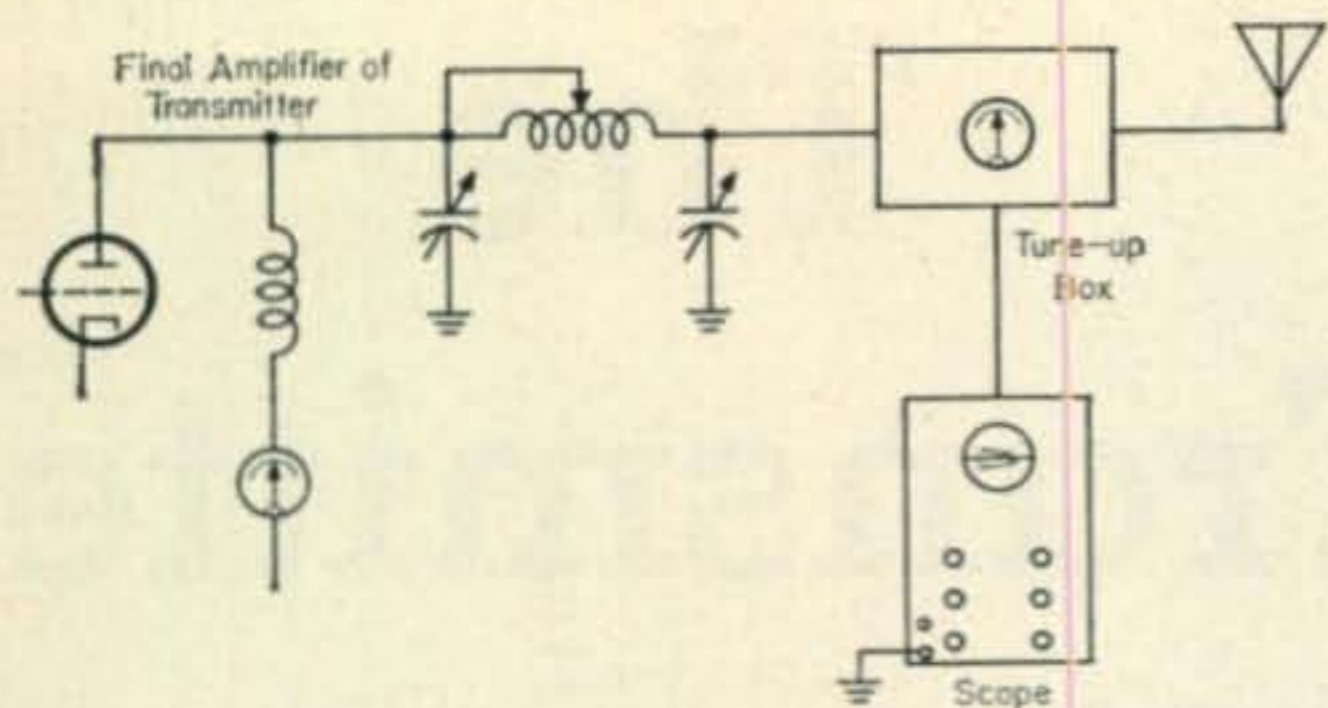 Final Amplifier of
Transmitter
Tune-up
Box
Scope